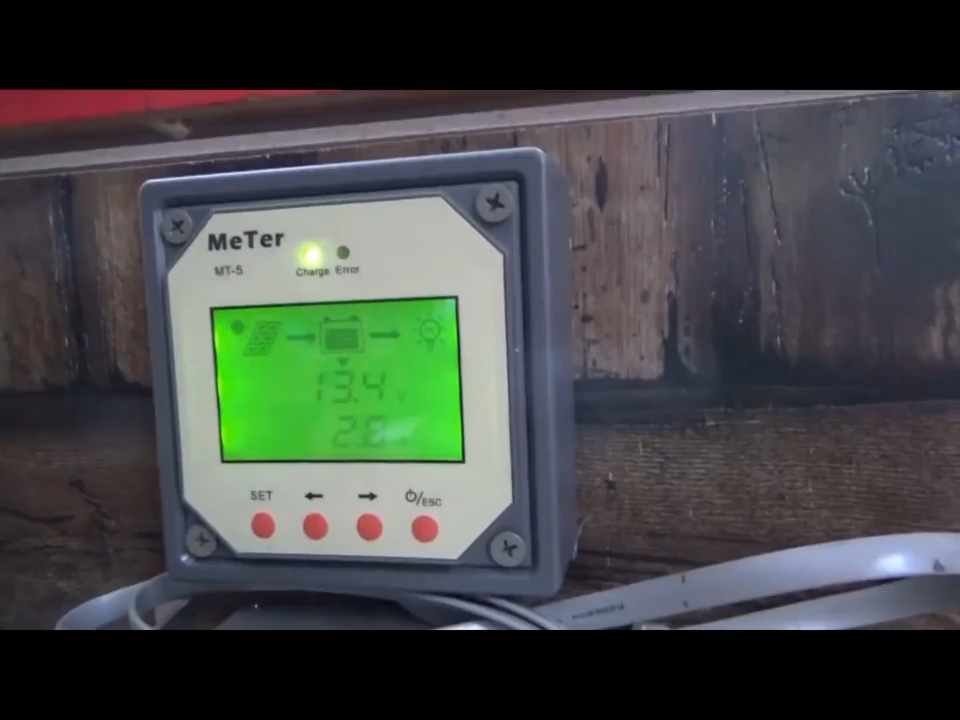 MeTer
MT-5
Charge Error
13.4 V
SET ← → ⏻/ESC